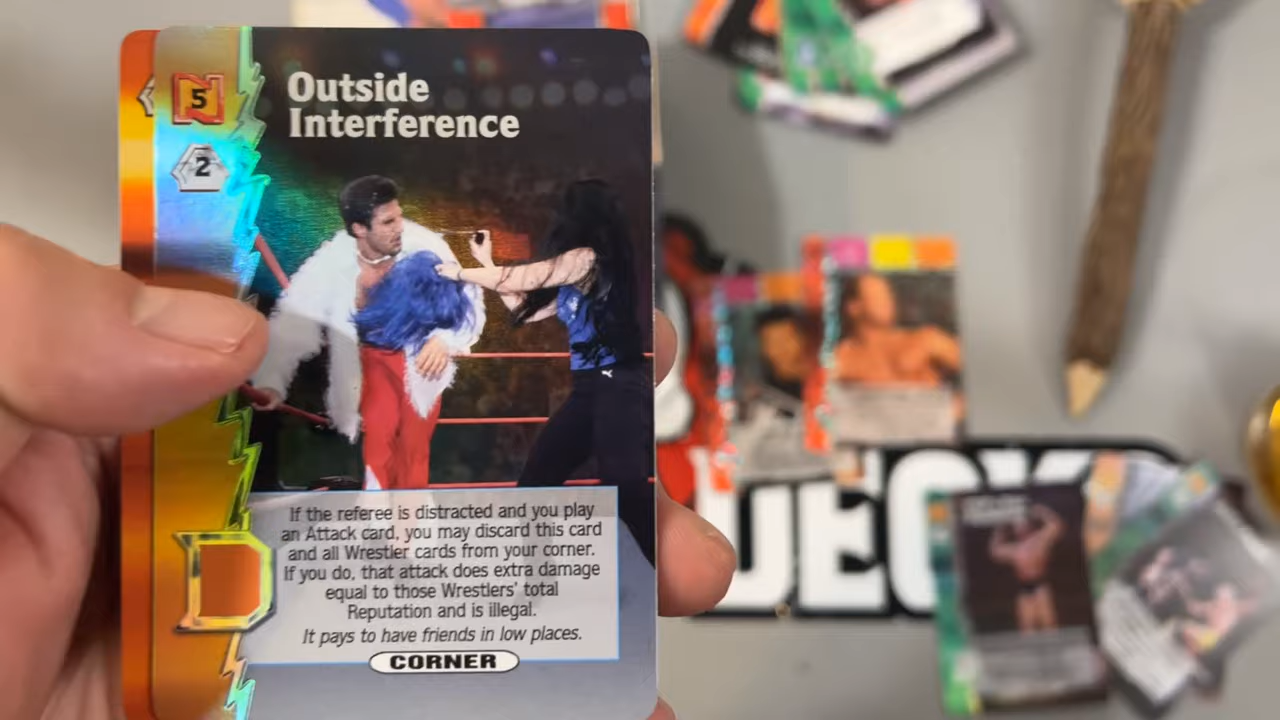 5
2
Outside
Interference
If the referee is distracted and you play
an Attack card, you may discard this card
and all Wrestler cards from your corner.
If you do, that attack does extra damage
equal to those Wrestlers' total
Reputation and is illegal.
It pays to have friends in low places.
CORNER
D
DECK